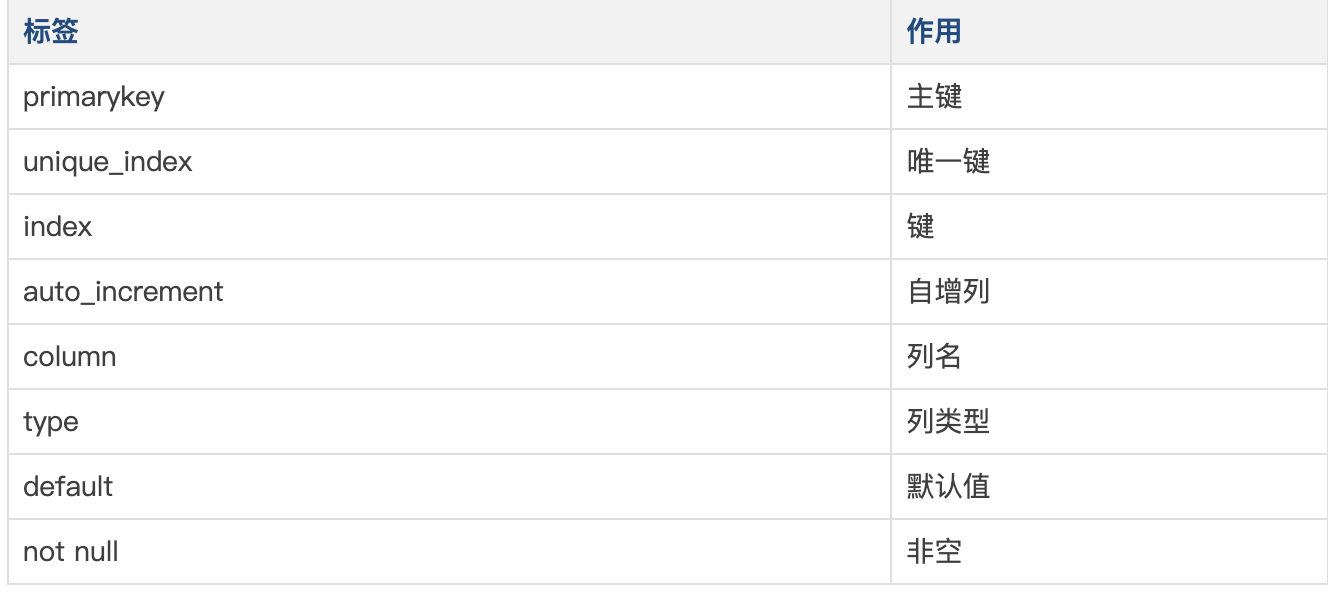 标签 作用
primarykey 主键
unique_index 唯一键
index 键
auto_increment 自增列
column 列名
type 列类型
default 默认值
not null 非空